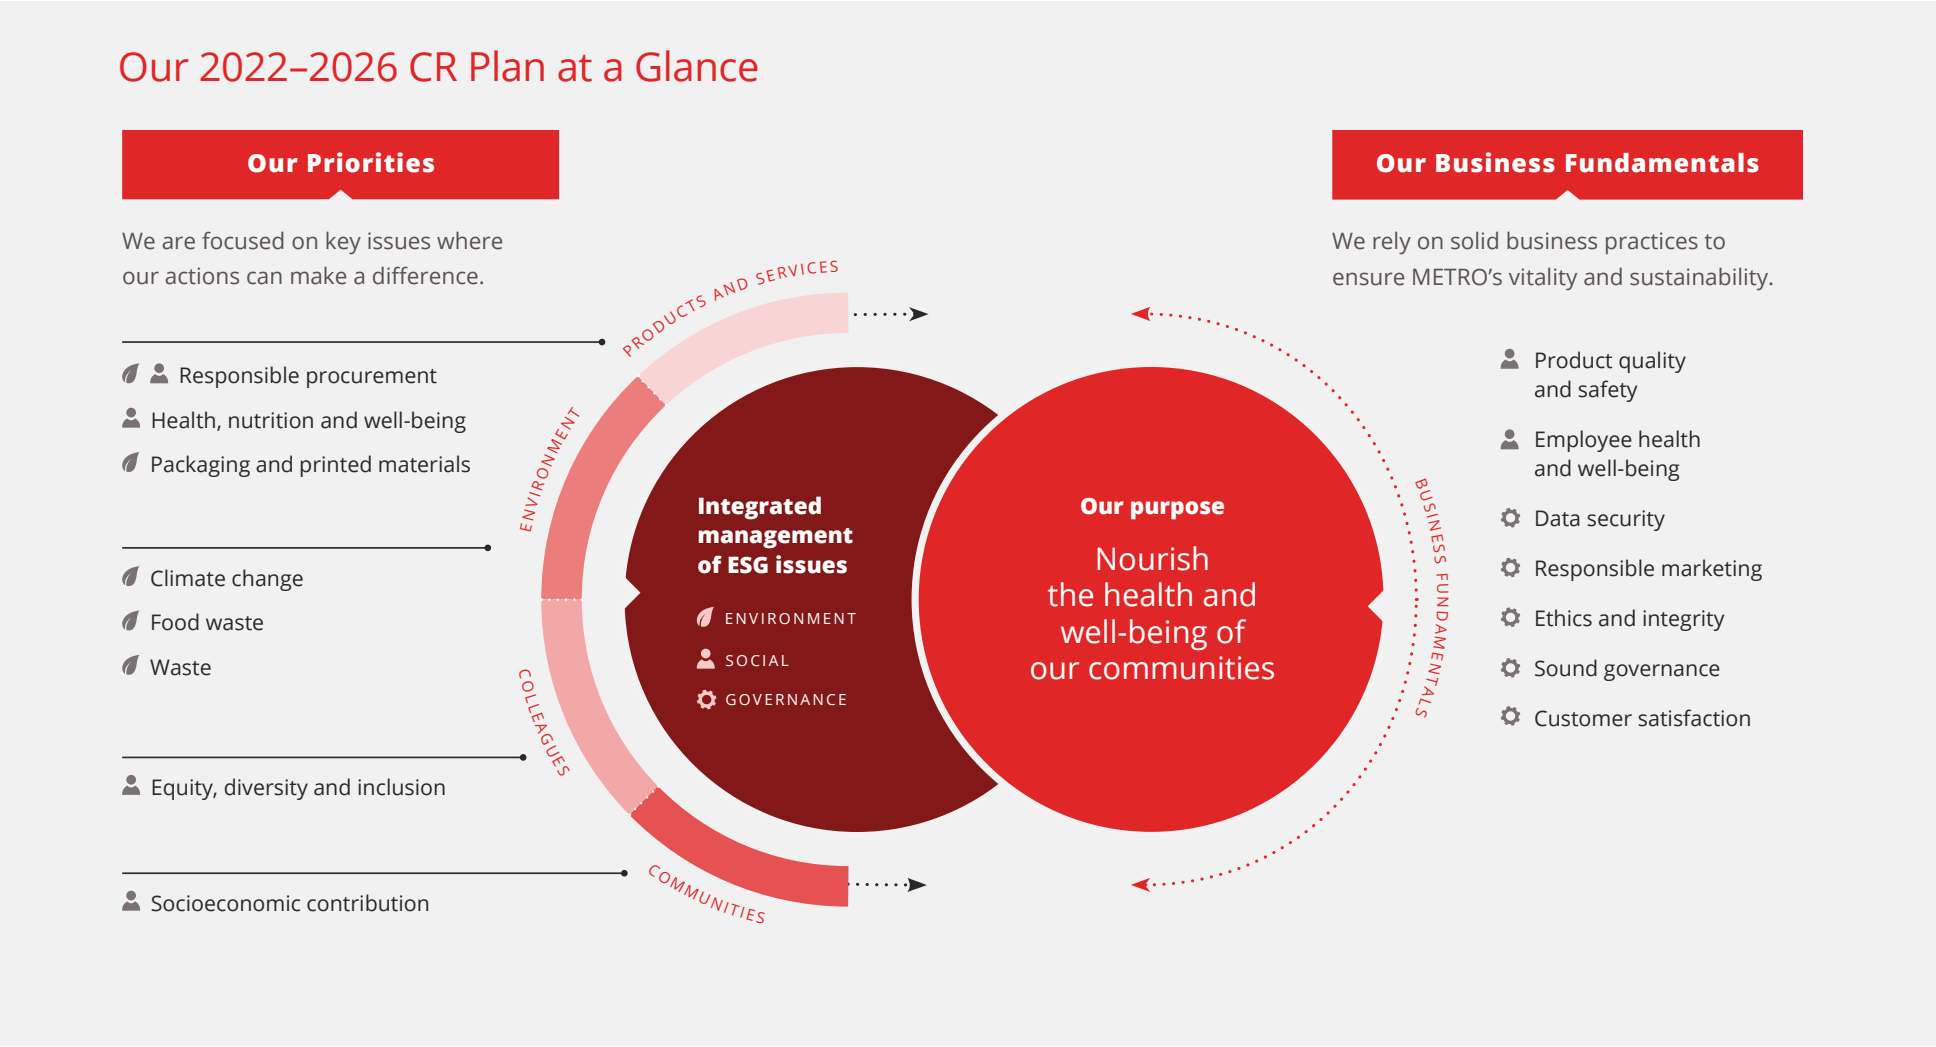 Our 2022–2026 CR Plan at a Glance
Our Priorities
We are focused on key issues where
our actions can make a difference.
PRODUCTS AND SERVICES
Responsible procurement
Health, nutrition and well-being
Packaging and printed materials
ENVIRONMENT
Climate change
Food waste
Waste
COLLEAGUES
Equity, diversity and inclusion
COMMUNITIES
Socioeconomic contribution
Integrated
management
of ESG issues
ENVIRONMENT
SOCIAL
GOVERNANCE
Our purpose
Nourish
the health and
well-being of
our communities
Our Business Fundamentals
We rely on solid business practices to
ensure METRO’s vitality and sustainability.
BUSINESS FUNDAMENTALS
Product quality
and safety
Employee health
and well-being
Data security
Responsible marketing
Ethics and integrity
Sound governance
Customer satisfaction